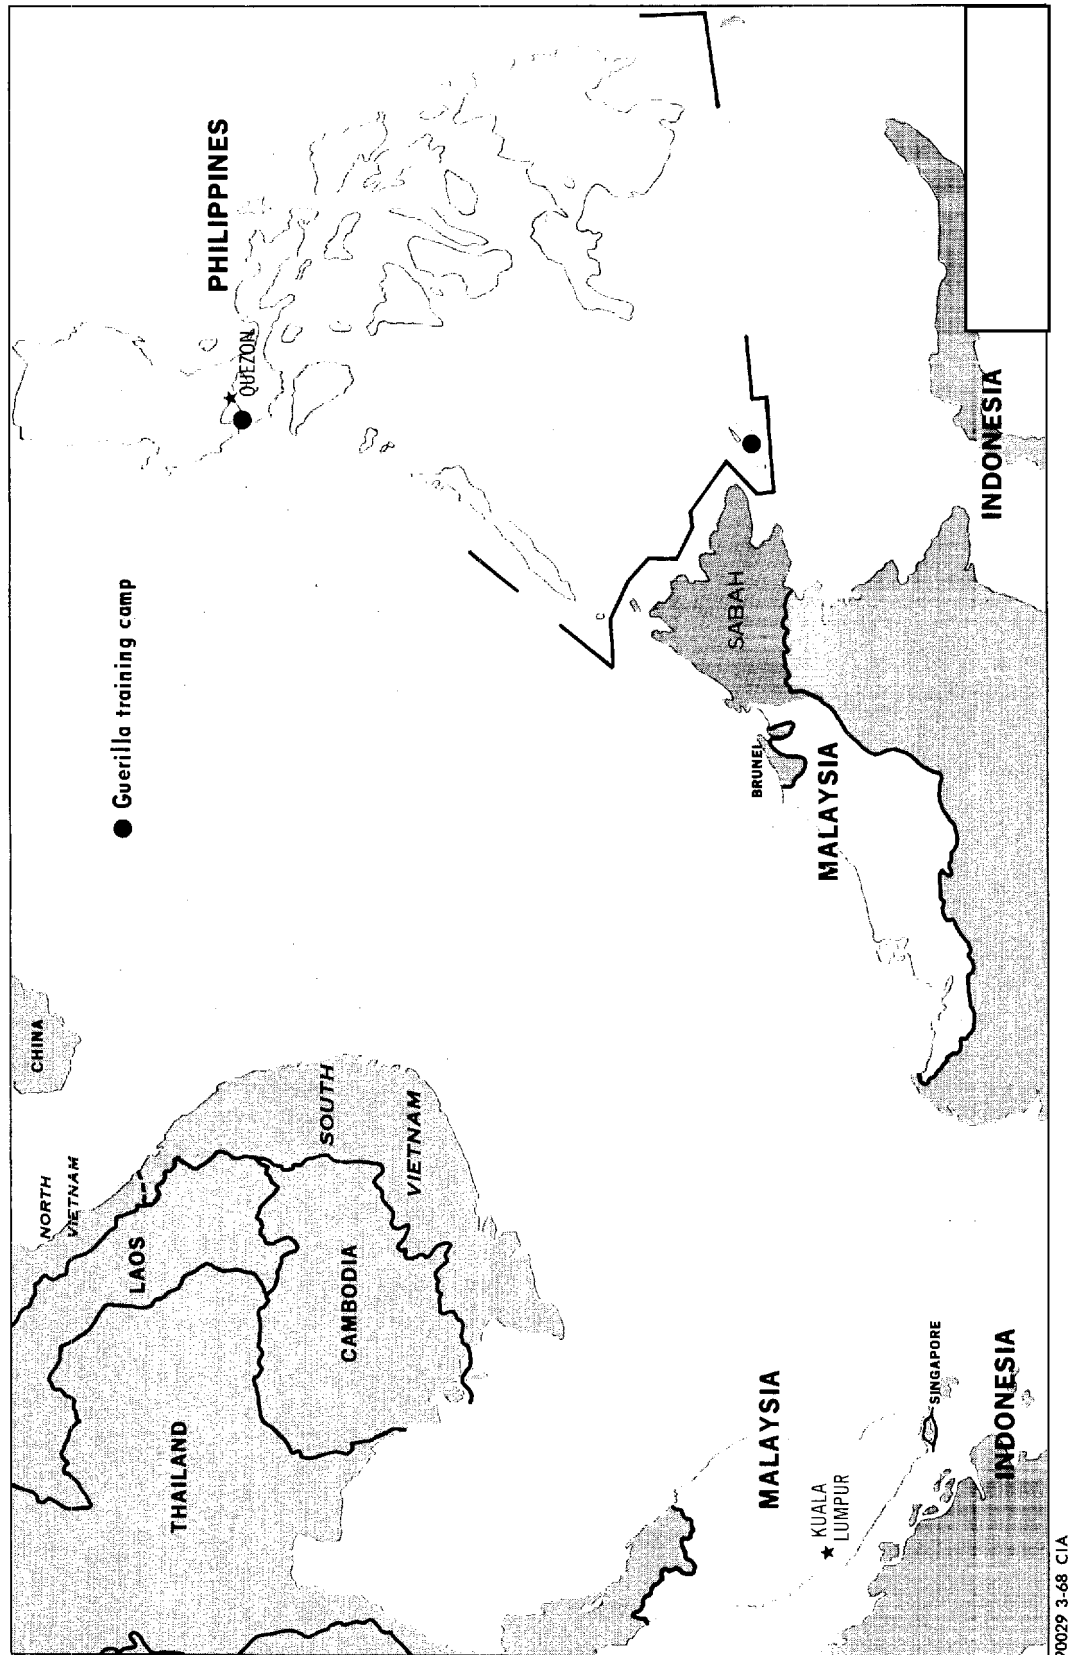 CHINA
NORTH
VIETNAM
LAOS
THAILAND
● Guerilla training camp
PHILIPPINES
QUEZON
SOUTH
VIETNAM
CAMBODIA
SABAH
BRUNEI
MALAYSIA
MALAYSIA
KUALA
LUMPUR
SINGAPORE
INDONESIA
INDONESIA
90029 3-68 CIA